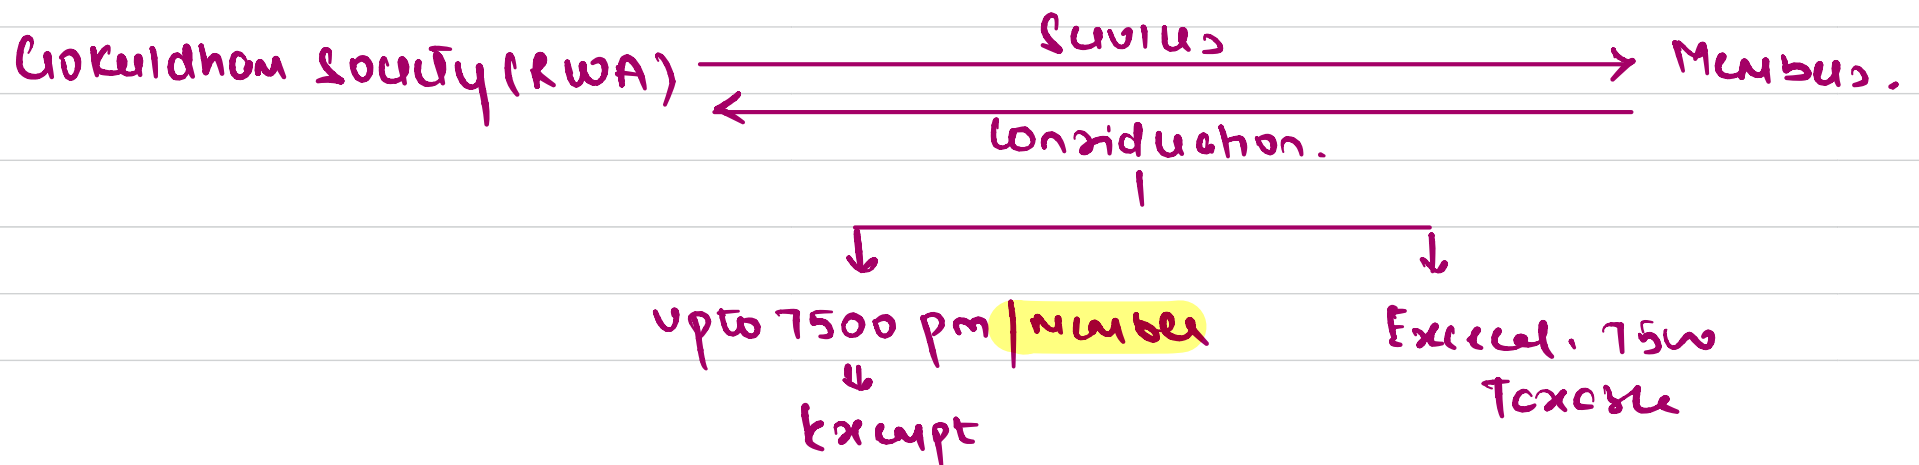 Gokuldham Society (RWA)
Services
Members.
Consideration.
upto 7500 pm | Member
Exceed. 7500
Taxable
Exempt